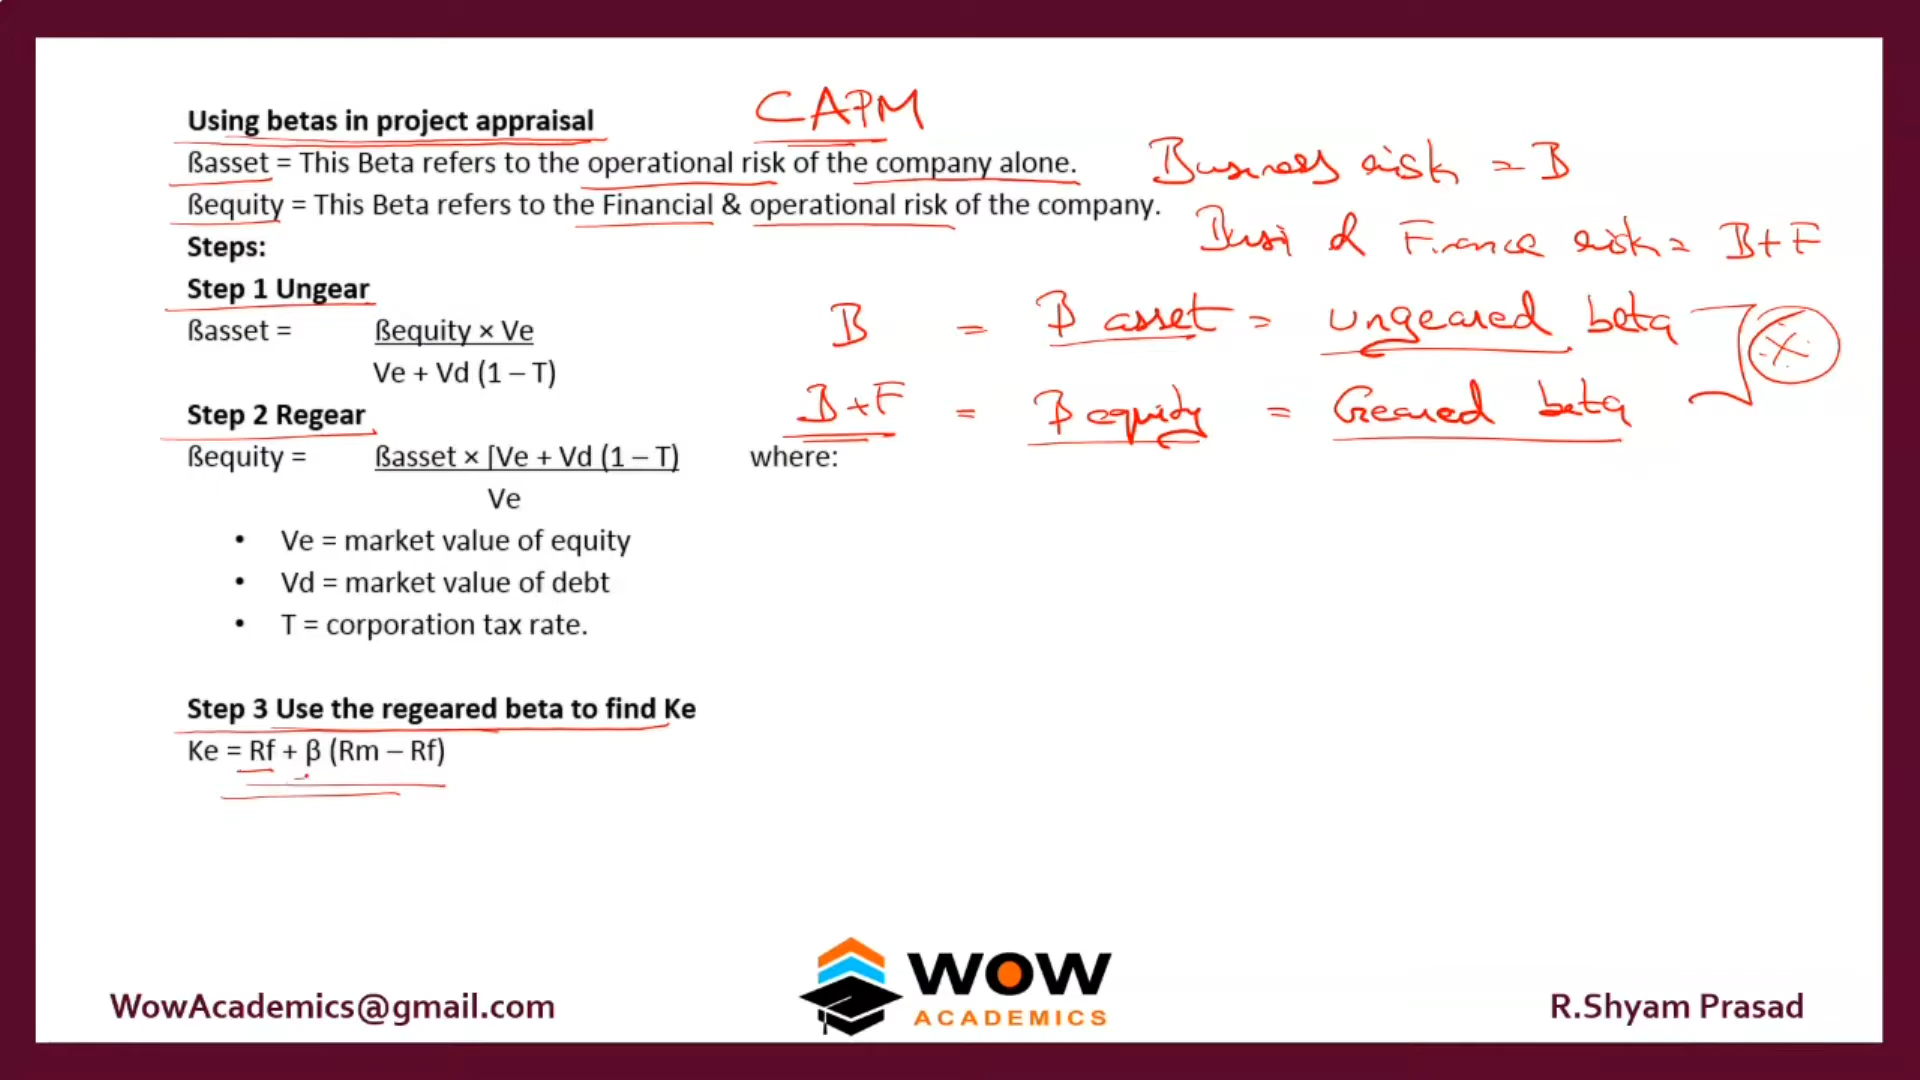 Using betas in project appraisal
CAPM
ßasset = This Beta refers to the operational risk of the company alone.
Business risk = B
ßequity = This Beta refers to the Financial & operational risk of the company.
Busi & Finance risk = B+F
Steps:
Step 1 Ungear
B = B asset = ungeared beta
ßasset = ßequity × Ve
Ve + Vd (1 – T)
B+F = B equity = Geared beta
Step 2 Regear
ßequity = ßasset × [Ve + Vd (1 – T) where:
Ve
• Ve = market value of equity
• Vd = market value of debt
• T = corporation tax rate.
Step 3 Use the regeared beta to find Ke
Ke = Rf + β (Rm – Rf)
WOW
ACADEMICS
WowAcademics@gmail.com
R.Shyam Prasad